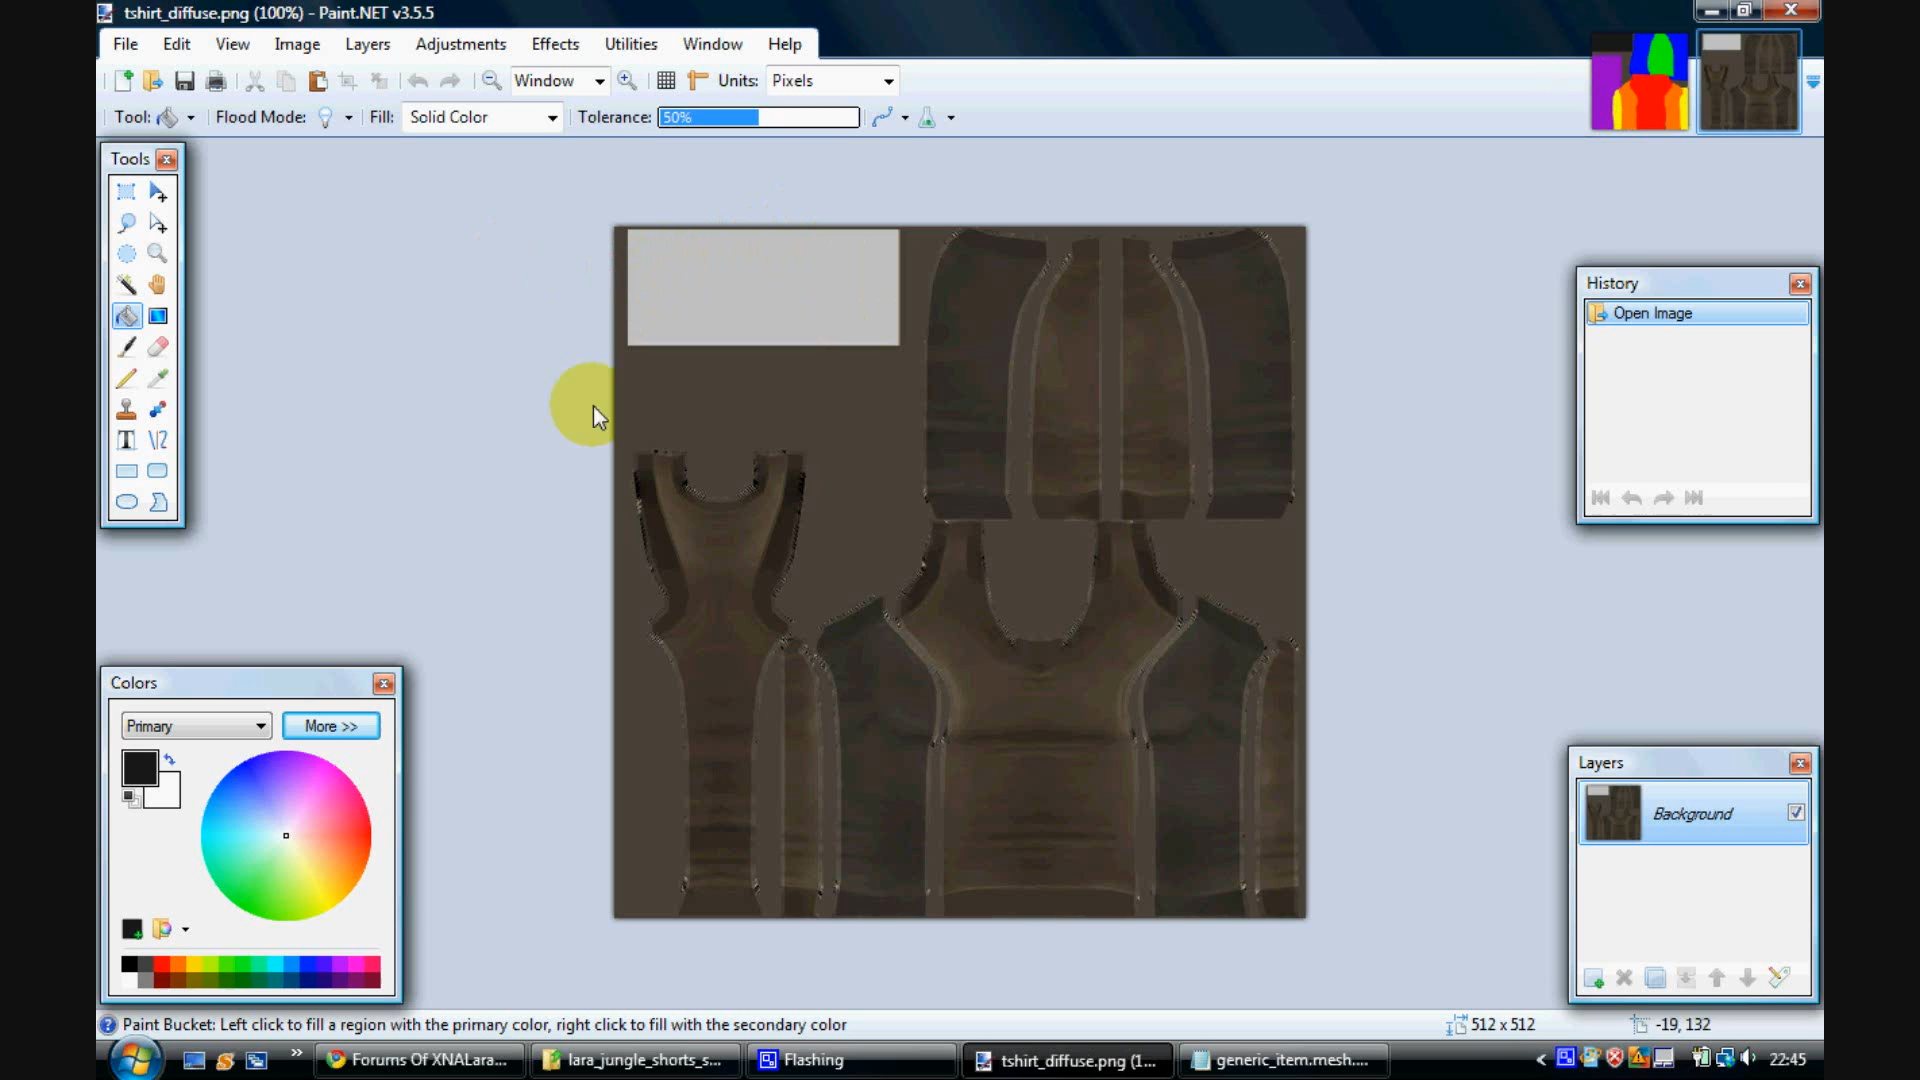 tshirt_diffuse.png (100%) - Paint.NET v3.5.5
File Edit View Image Layers Adjustments Effects Utilities Window Help
Window Units: Pixels
Tool: Flood Mode: Fill: Solid Color Tolerance: 50%
Tools
History
Open Image
Colors
Primary More >>
Layers
Background
Paint Bucket: Left click to fill a region with the primary color, right click to fill with the secondary color 512 x 512 -19, 132
Forums Of XNALara... lara_jungle_shorts_s... Flashing tshirt_diffuse.png (1... generic_item.mesh.... 22:45